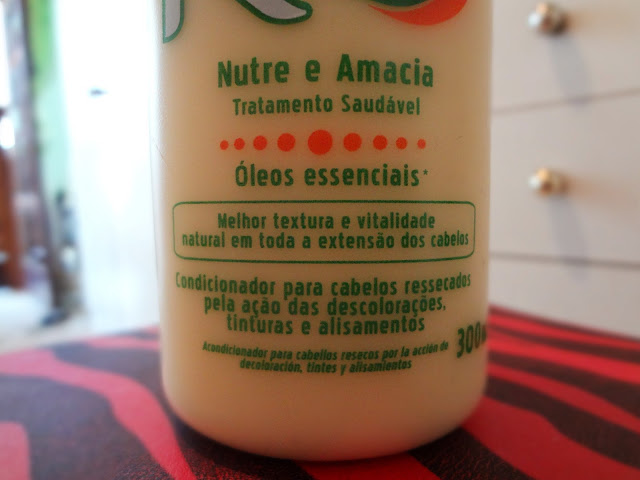 Nutre e Amacia
Tratamento Saudável
Óleos essenciais*
Melhor textura e vitalidade
natural em toda a extensão dos cabelos
Condicionador para cabelos ressecados
pela ação das descolorações,
tinturas e alisamentos
300
Acondicionador para cabellos resecos por la acción de
decoloración, tintes y alisamientos